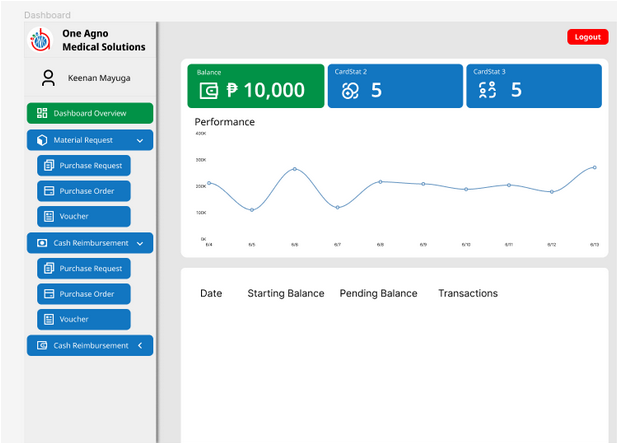 Dashboard
One Agno
Medical Solutions
Logout
Keenan Mayuga
Balance
₱ 10,000
CardStat 2
5
CardStat 3
5
Dashboard Overview
Material Request
Purchase Request
Purchase Order
Voucher
Cash Reimbursement
Purchase Request
Purchase Order
Voucher
Cash Reimbursement
Performance
400K
300K
200K
100K
0K
6/4
6/5
6/6
6/7
6/8
6/9
6/10
6/11
6/12
6/13
Date Starting Balance Pending Balance Transactions